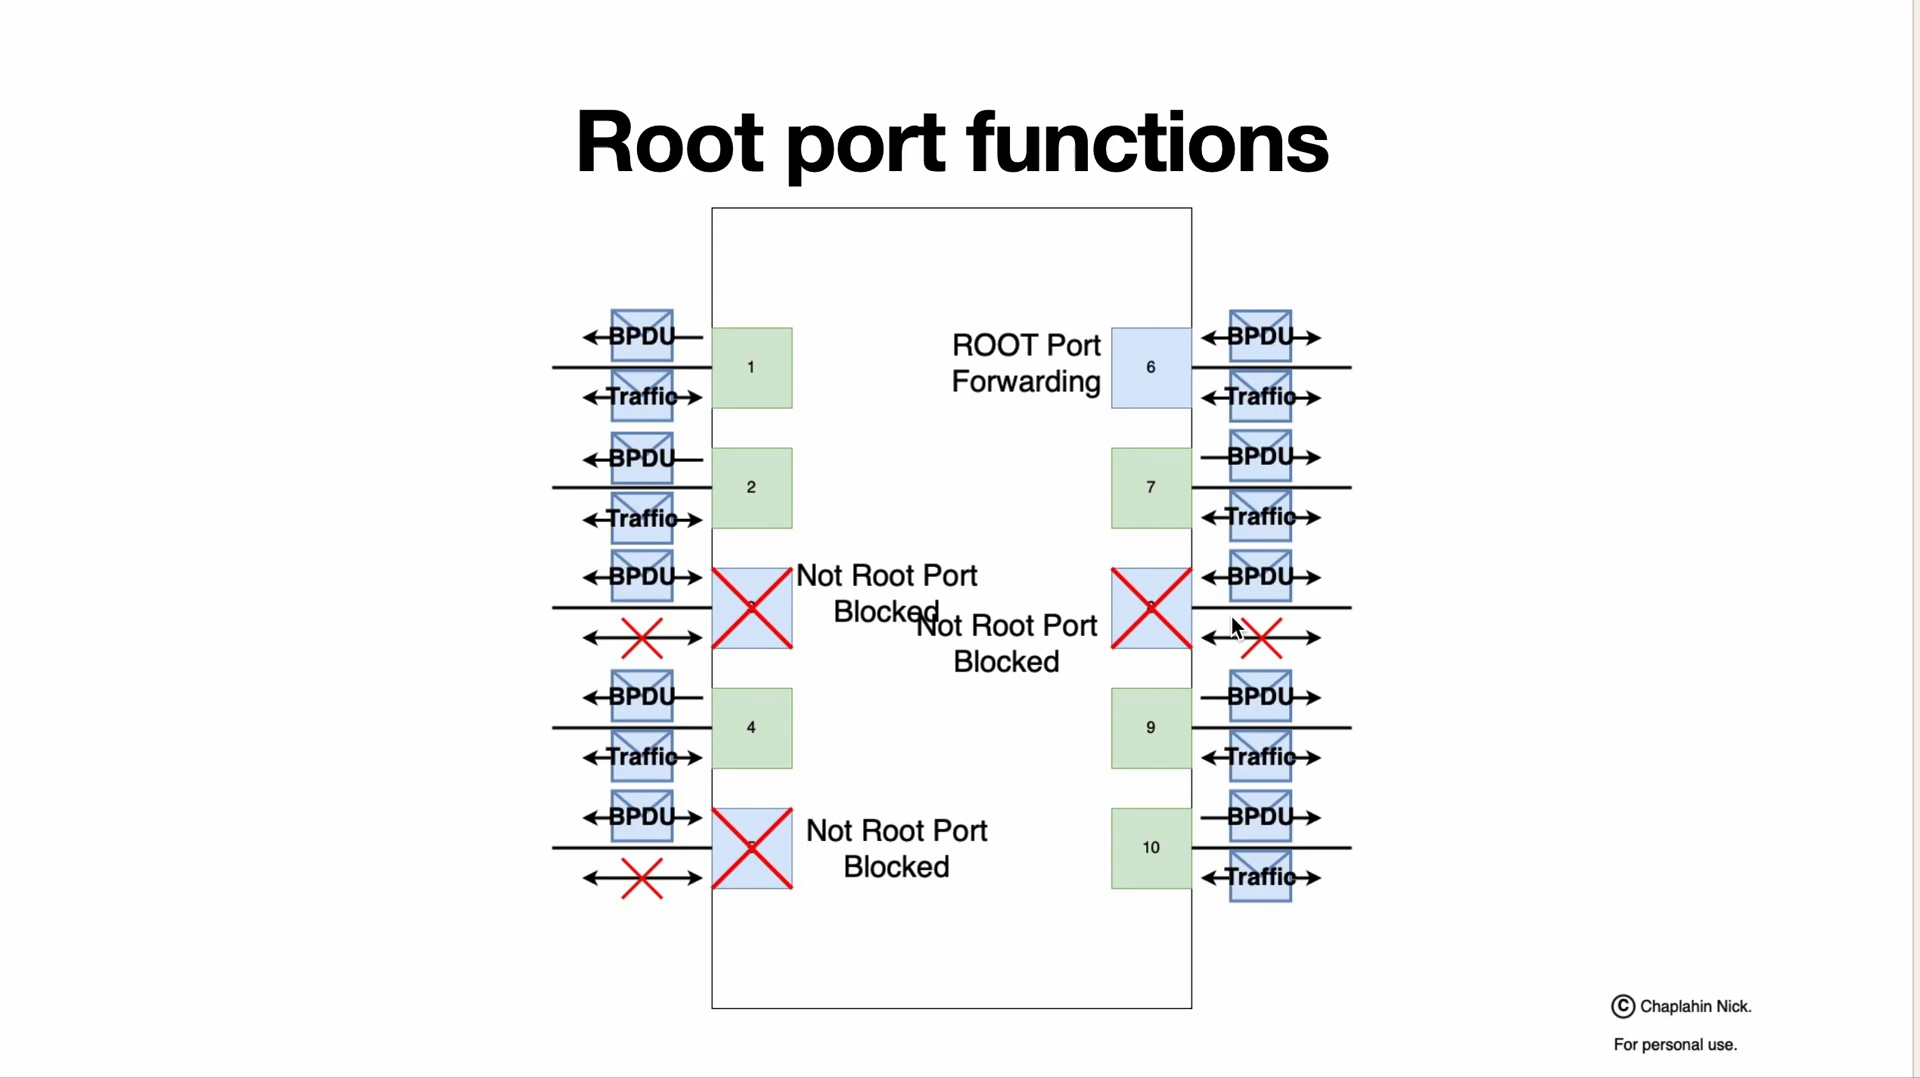 Root port functions
BPDU
1
Traffic
BPDU
2
Traffic
BPDU
Not Root Port
Blocked
BPDU
4
Traffic
BPDU
Not Root Port
Blocked
ROOT Port
Forwarding
6
BPDU
Traffic
BPDU
7
Traffic
Not Root Port
Blocked
BPDU
BPDU
9
Traffic
BPDU
10
Traffic
© Chaplahin Nick.
For personal use.